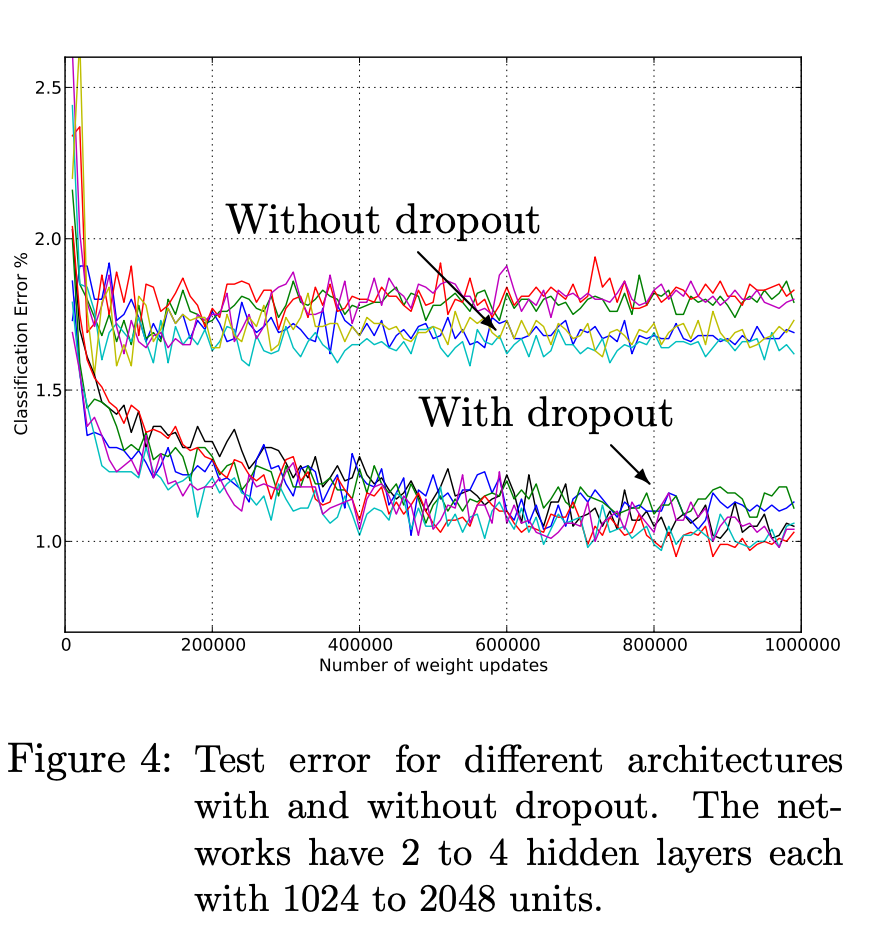 2.5
Without dropout
2.0
Classification Error %
1.5
With dropout
1.0
0 200000 400000 600000 800000 1000000
Number of weight updates
Figure 4: Test error for different architectures
with and without dropout. The net-
works have 2 to 4 hidden layers each
with 1024 to 2048 units.